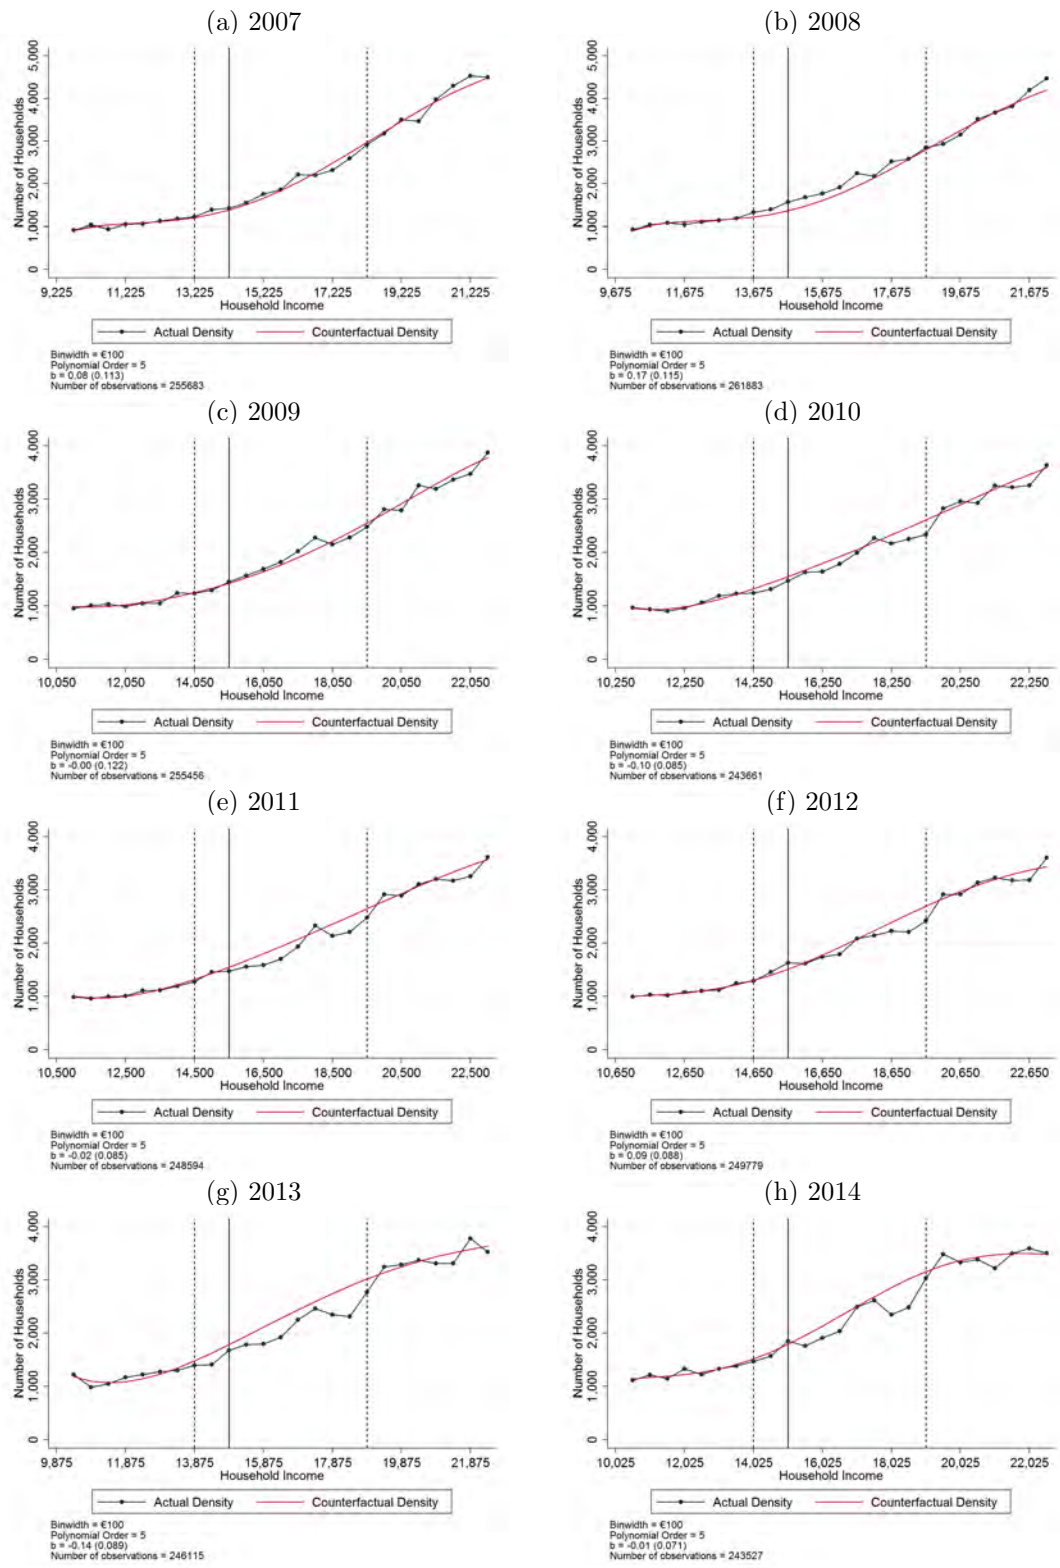 (a) 2007
Number of Households
5,000
4,000
3,000
2,000
1,000
0
9,225 11,225 13,225 15,225 17,225 19,225 21,225
Household Income
Actual Density Counterfactual Density
Binwidth = €100
Polynomial Order = 5
b = 0.08 (0.113)
Number of observations = 255683
(b) 2008
Number of Households
5,000
4,000
3,000
2,000
1,000
0
9,675 11,675 13,675 15,675 17,675 19,675 21,675
Household Income
Actual Density Counterfactual Density
Binwidth = €100
Polynomial Order = 5
b = 0.17 (0.115)
Number of observations = 261883
(c) 2009
Number of Households
4,000
3,000
2,000
1,000
0
10,050 12,050 14,050 16,050 18,050 20,050 22,050
Household Income
Actual Density Counterfactual Density
Binwidth = €100
Polynomial Order = 5
b = -0.00 (0.122)
Number of observations = 255456
(d) 2010
Number of Households
4,000
3,000
2,000
1,000
0
10,250 12,250 14,250 16,250 18,250 20,250 22,250
Household Income
Actual Density Counterfactual Density
Binwidth = €100
Polynomial Order = 5
b = -0.10 (0.085)
Number of observations = 243661
(e) 2011
Number of Households
4,000
3,000
2,000
1,000
0
10,500 12,500 14,500 16,500 18,500 20,500 22,500
Household Income
Actual Density Counterfactual Density
Binwidth = €100
Polynomial Order = 5
b = -0.02 (0.085)
Number of observations = 248594
(f) 2012
Number of Households
4,000
3,000
2,000
1,000
0
10,650 12,650 14,650 16,650 18,650 20,650 22,650
Household Income
Actual Density Counterfactual Density
Binwidth = €100
Polynomial Order = 5
b = 0.09 (0.088)
Number of observations = 249779
(g) 2013
Number of Households
4,000
3,000
2,000
1,000
0
9,875 11,875 13,875 15,875 17,875 19,875 21,875
Household Income
Actual Density Counterfactual Density
Binwidth = €100
Polynomial Order = 5
b = -0.14 (0.089)
Number of observations = 246115
(h) 2014
Number of Households
4,000
3,000
2,000
1,000
0
10,025 12,025 14,025 16,025 18,025 20,025 22,025
Household Income
Actual Density Counterfactual Density
Binwidth = €100
Polynomial Order = 5
b = -0.01 (0.071)
Number of observations = 243527